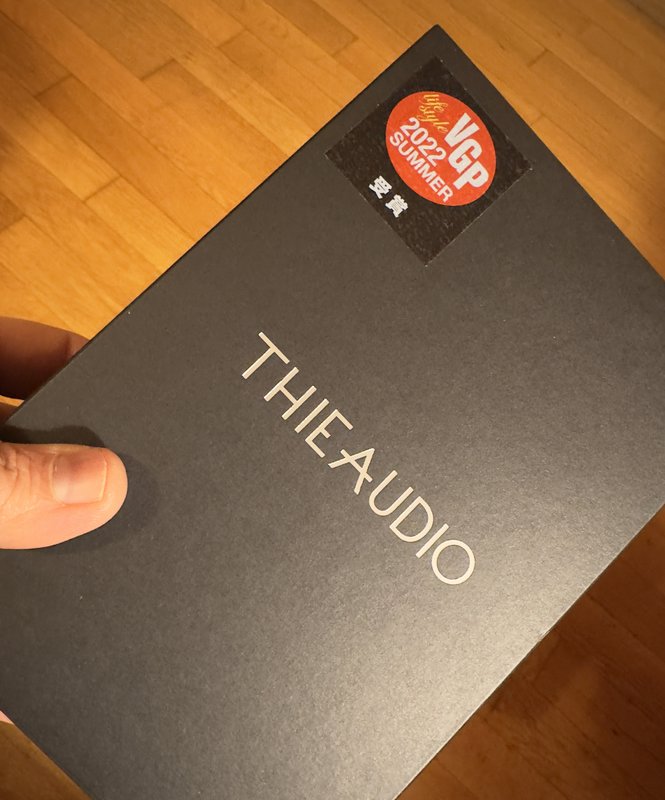 life
style
VGP
2022
SUMMER
受賞
THIEAUDIO